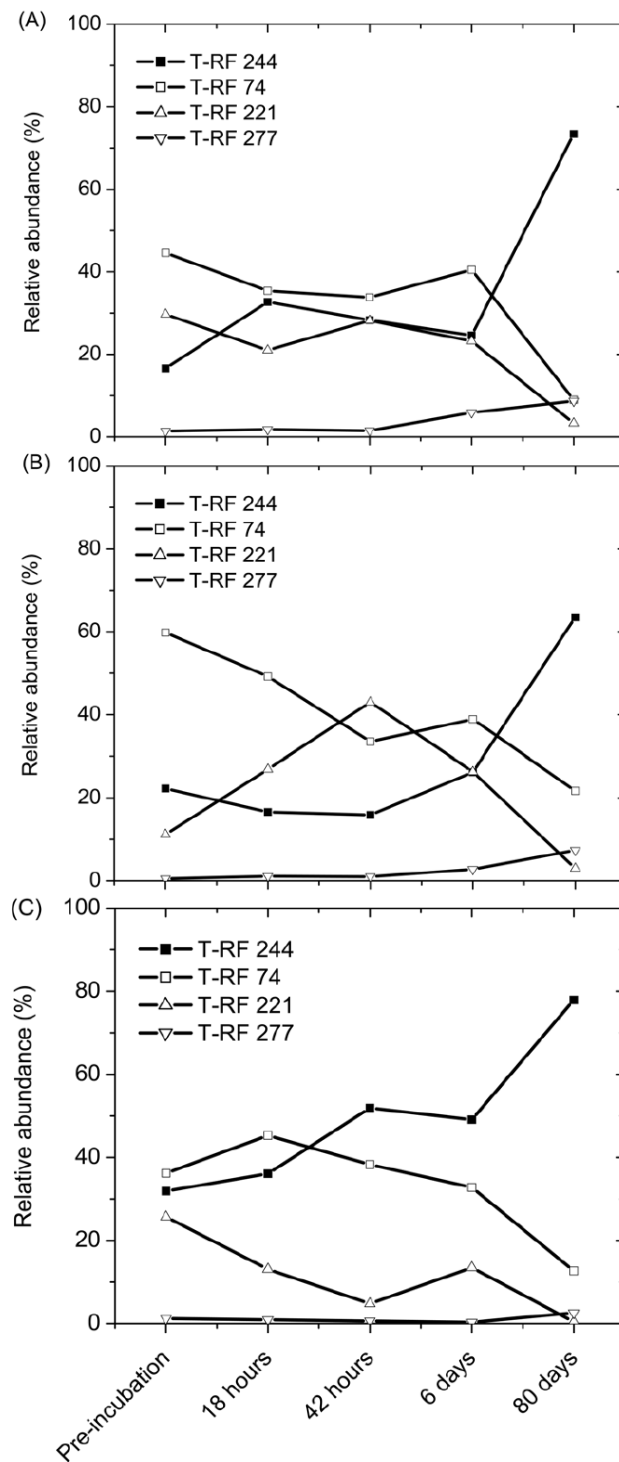 (A)
100
80
60
40
20
0
Relative abundance (%)
T-RF 244
T-RF 74
T-RF 221
T-RF 277
(B)
100
80
60
40
20
0
Relative abundance (%)
T-RF 244
T-RF 74
T-RF 221
T-RF 277
(C)
100
80
60
40
20
0
Relative abundance (%)
T-RF 244
T-RF 74
T-RF 221
T-RF 277
Pre-incubation
18 hours
42 hours
6 days
80 days